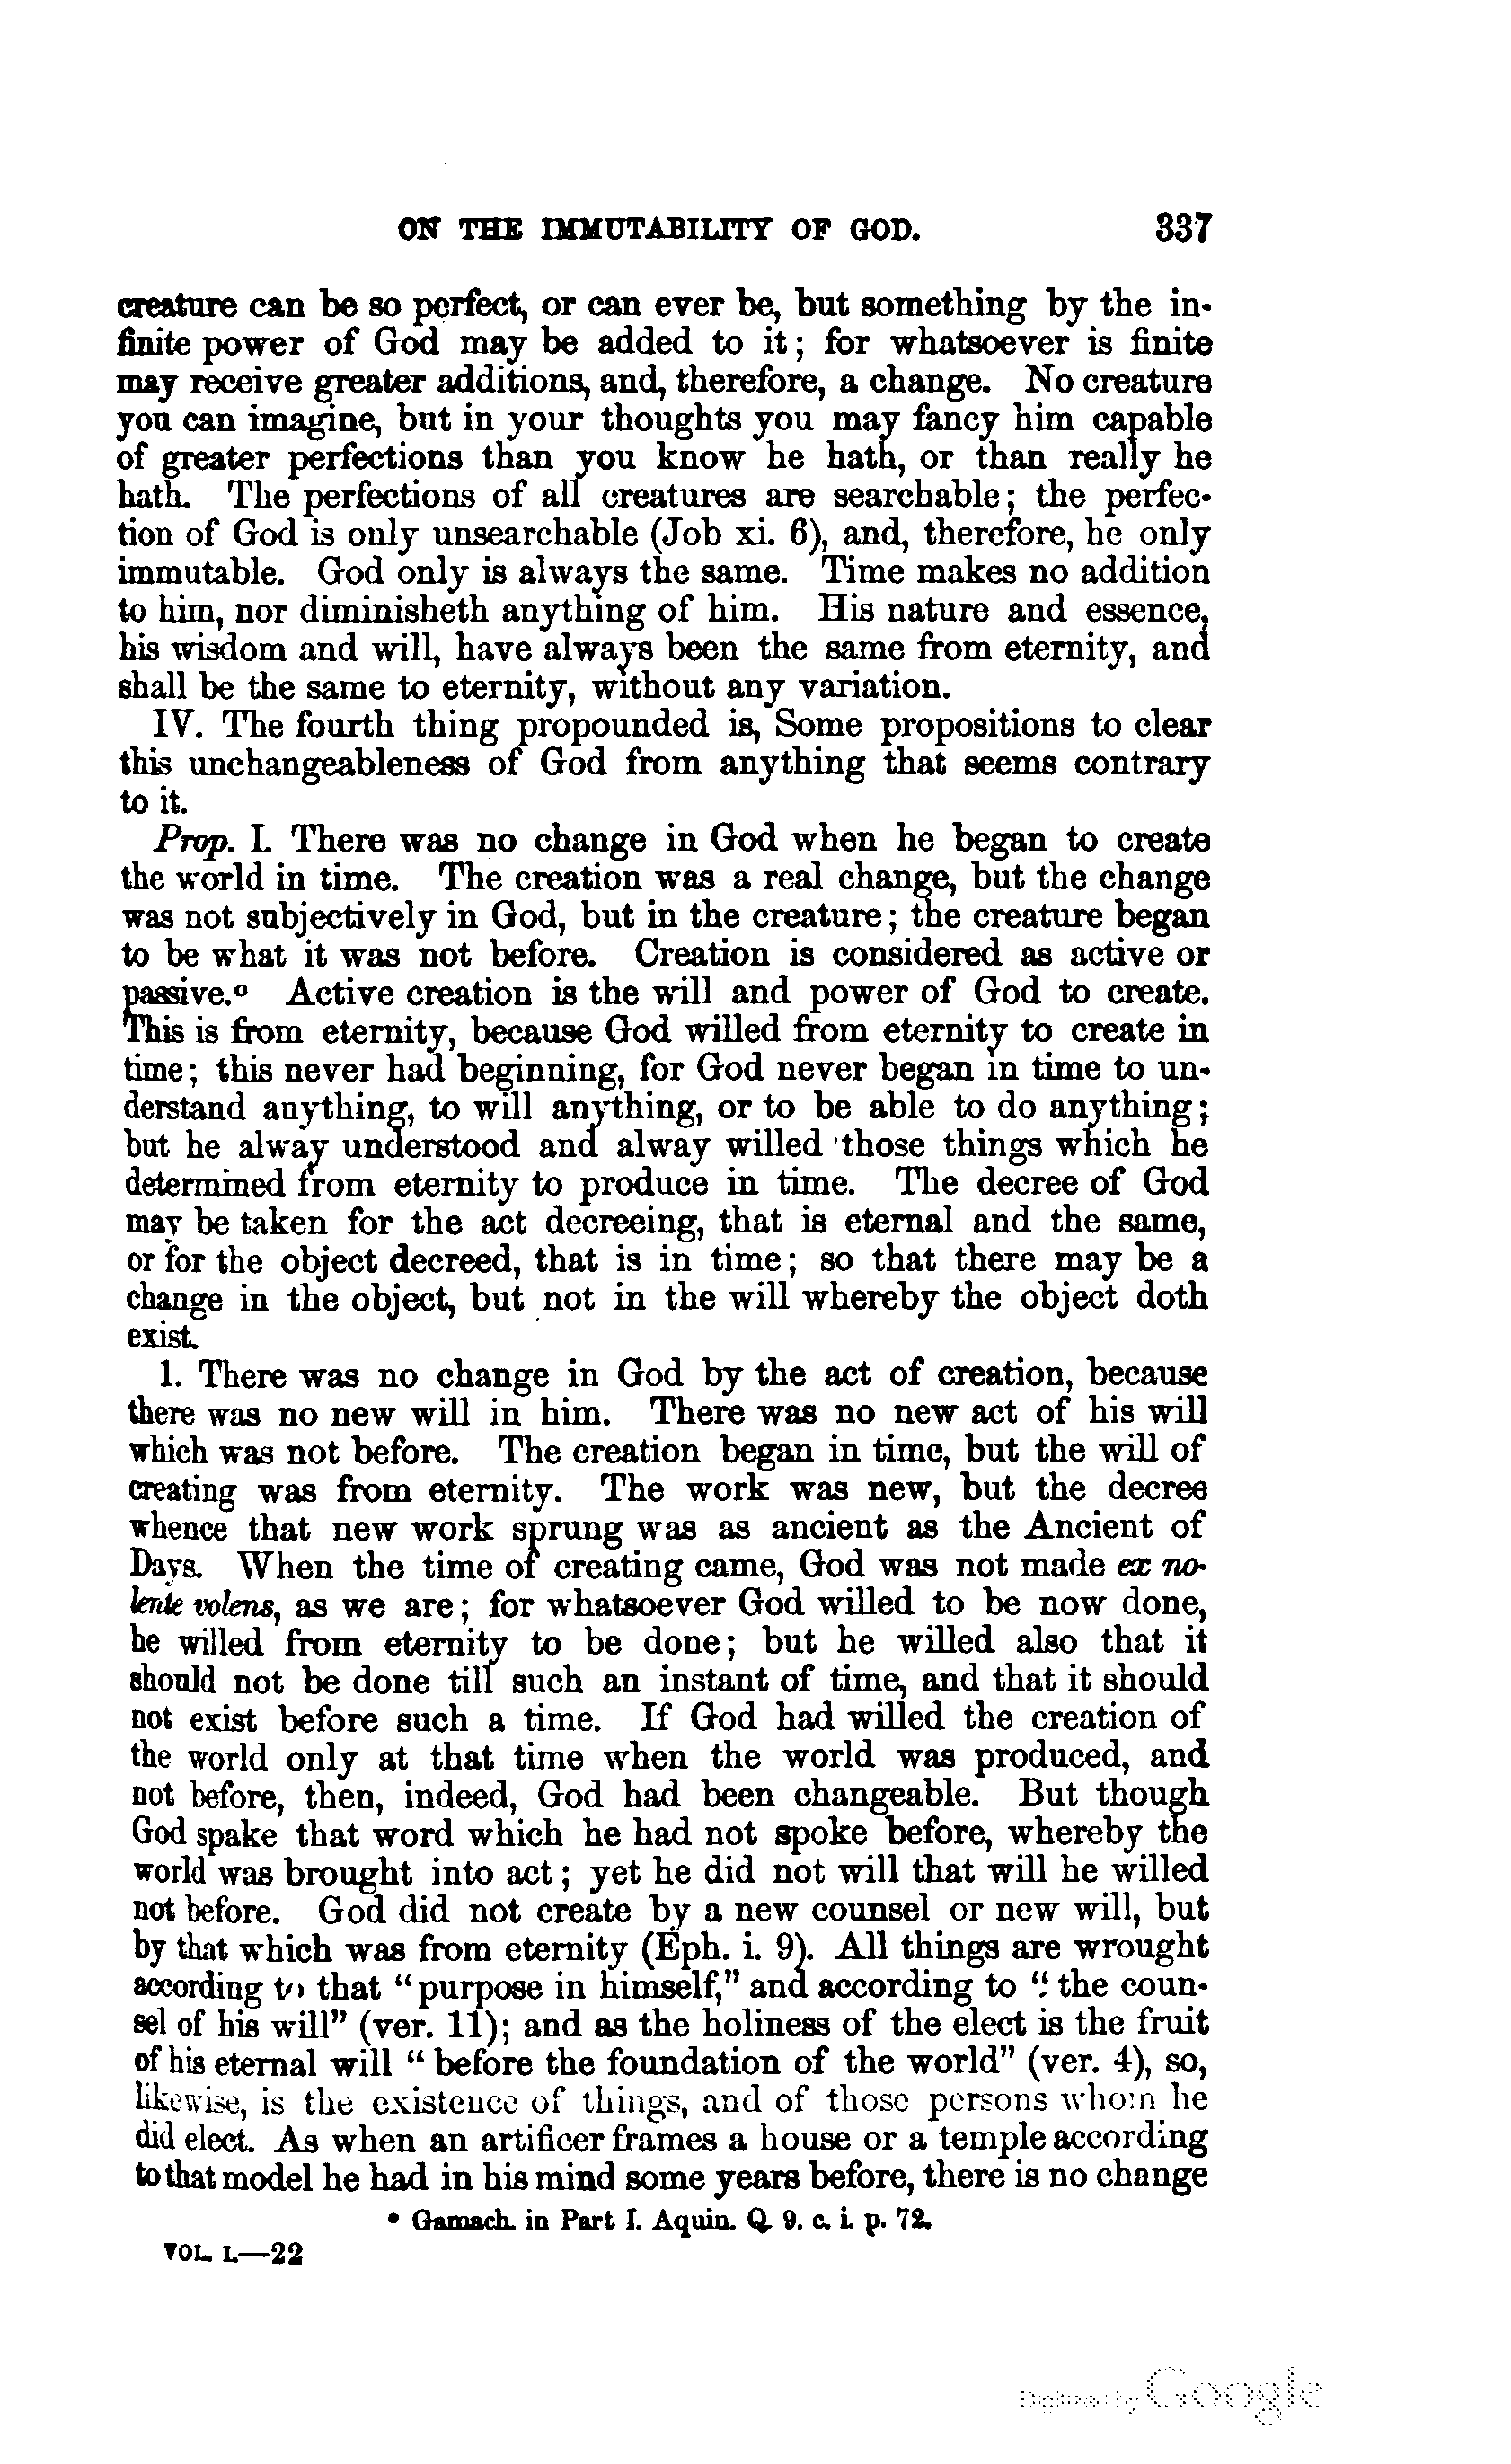 ON THE IMMUTABILITY OF GOD. 337
creature can be so perfect, or can ever be, but something by the in-
finite power of God may be added to it; for whatsoever is finite
may receive greater additions, and, therefore, a change. No creature
you can imagine, but in your thoughts you may fancy him capable
of greater perfections than you know he hath, or than really he
hath. The perfections of all creatures are searchable; the perfec-
tion of God is only unsearchable (Job xi. 6), and, therefore, he only
immutable. God only is always the same. Time makes no addition
to him, nor diminisheth anything of him. His nature and essence,
his wisdom and will, have always been the same from eternity, and
shall be the same to eternity, without any variation.
IV. The fourth thing propounded is, Some propositions to clear
this unchangeableness of God from anything that seems contrary
to it.
Prop. I. There was no change in God when he began to create
the world in time. The creation was a real change, but the change
was not subjectively in God, but in the creature; the creature began
to be what it was not before. Creation is considered as active or
passive.º Active creation is the will and power of God to create.
This is from eternity, because God willed from eternity to create in
time; this never had beginning, for God never began in time to un-
derstand anything, to will anything, or to be able to do anything;
but he alway understood and alway willed those things which he
determined from eternity to produce in time. The decree of God
may be taken for the act decreeing, that is eternal and the same,
or for the object decreed, that is in time; so that there may be a
change in the object, but not in the will whereby the object doth
exist.
1. There was no change in God by the act of creation, because
there was no new will in him. There was no new act of his will
which was not before. The creation began in time, but the will of
creating was from eternity. The work was new, but the decree
whence that new work sprung was as ancient as the Ancient of
Days. When the time of creating came, God was not made ex no-
lente volens, as we are; for whatsoever God willed to be now done,
he willed from eternity to be done; but he willed also that it
should not be done till such an instant of time, and that it should
not exist before such a time. If God had willed the creation of
the world only at that time when the world was produced, and
not before, then, indeed, God had been changeable. But though
God spake that word which he had not spoke before, whereby the
world was brought into act; yet he did not will that will he willed
not before. God did not create by a new counsel or new will, but
by that which was from eternity (Eph. i. 9). All things are wrought
according to that "purpose in himself," and according to "the coun-
sel of his will" (ver. 11); and as the holiness of the elect is the fruit
of his eternal will "before the foundation of the world" (ver. 4), so,
likewise, is the existence of things, and of those persons whom he
did elect. As when an artificer frames a house or a temple according
to that model he had in his mind some years before, there is no change
• Gamach. in Part I. Aquin. Q. 9. c. i. p. 72.
VOL. I.—22
Digitized by Google